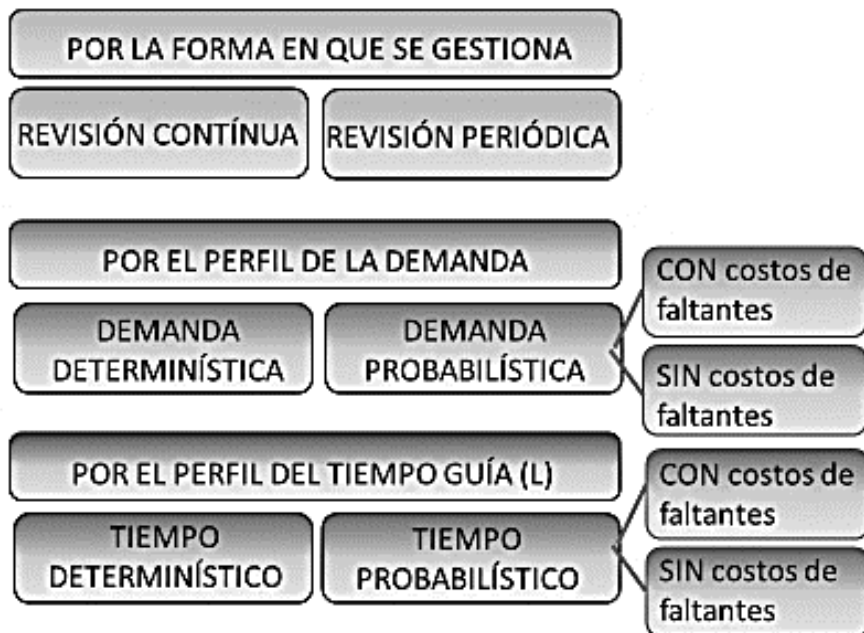 POR LA FORMA EN QUE SE GESTIONA
REVISIÓN CONTÍNUA
REVISIÓN PERIÓDICA
POR EL PERFIL DE LA DEMANDA
DEMANDA
DETERMINÍSTICA
DEMANDA
PROBABILÍSTICA
CON costos de
faltantes
SIN costos de
faltantes
POR EL PERFIL DEL TIEMPO GUÍA (L)
TIEMPO
DETERMINÍSTICO
TIEMPO
PROBABILÍSTICO
CON costos de
faltantes
SIN costos de
faltantes